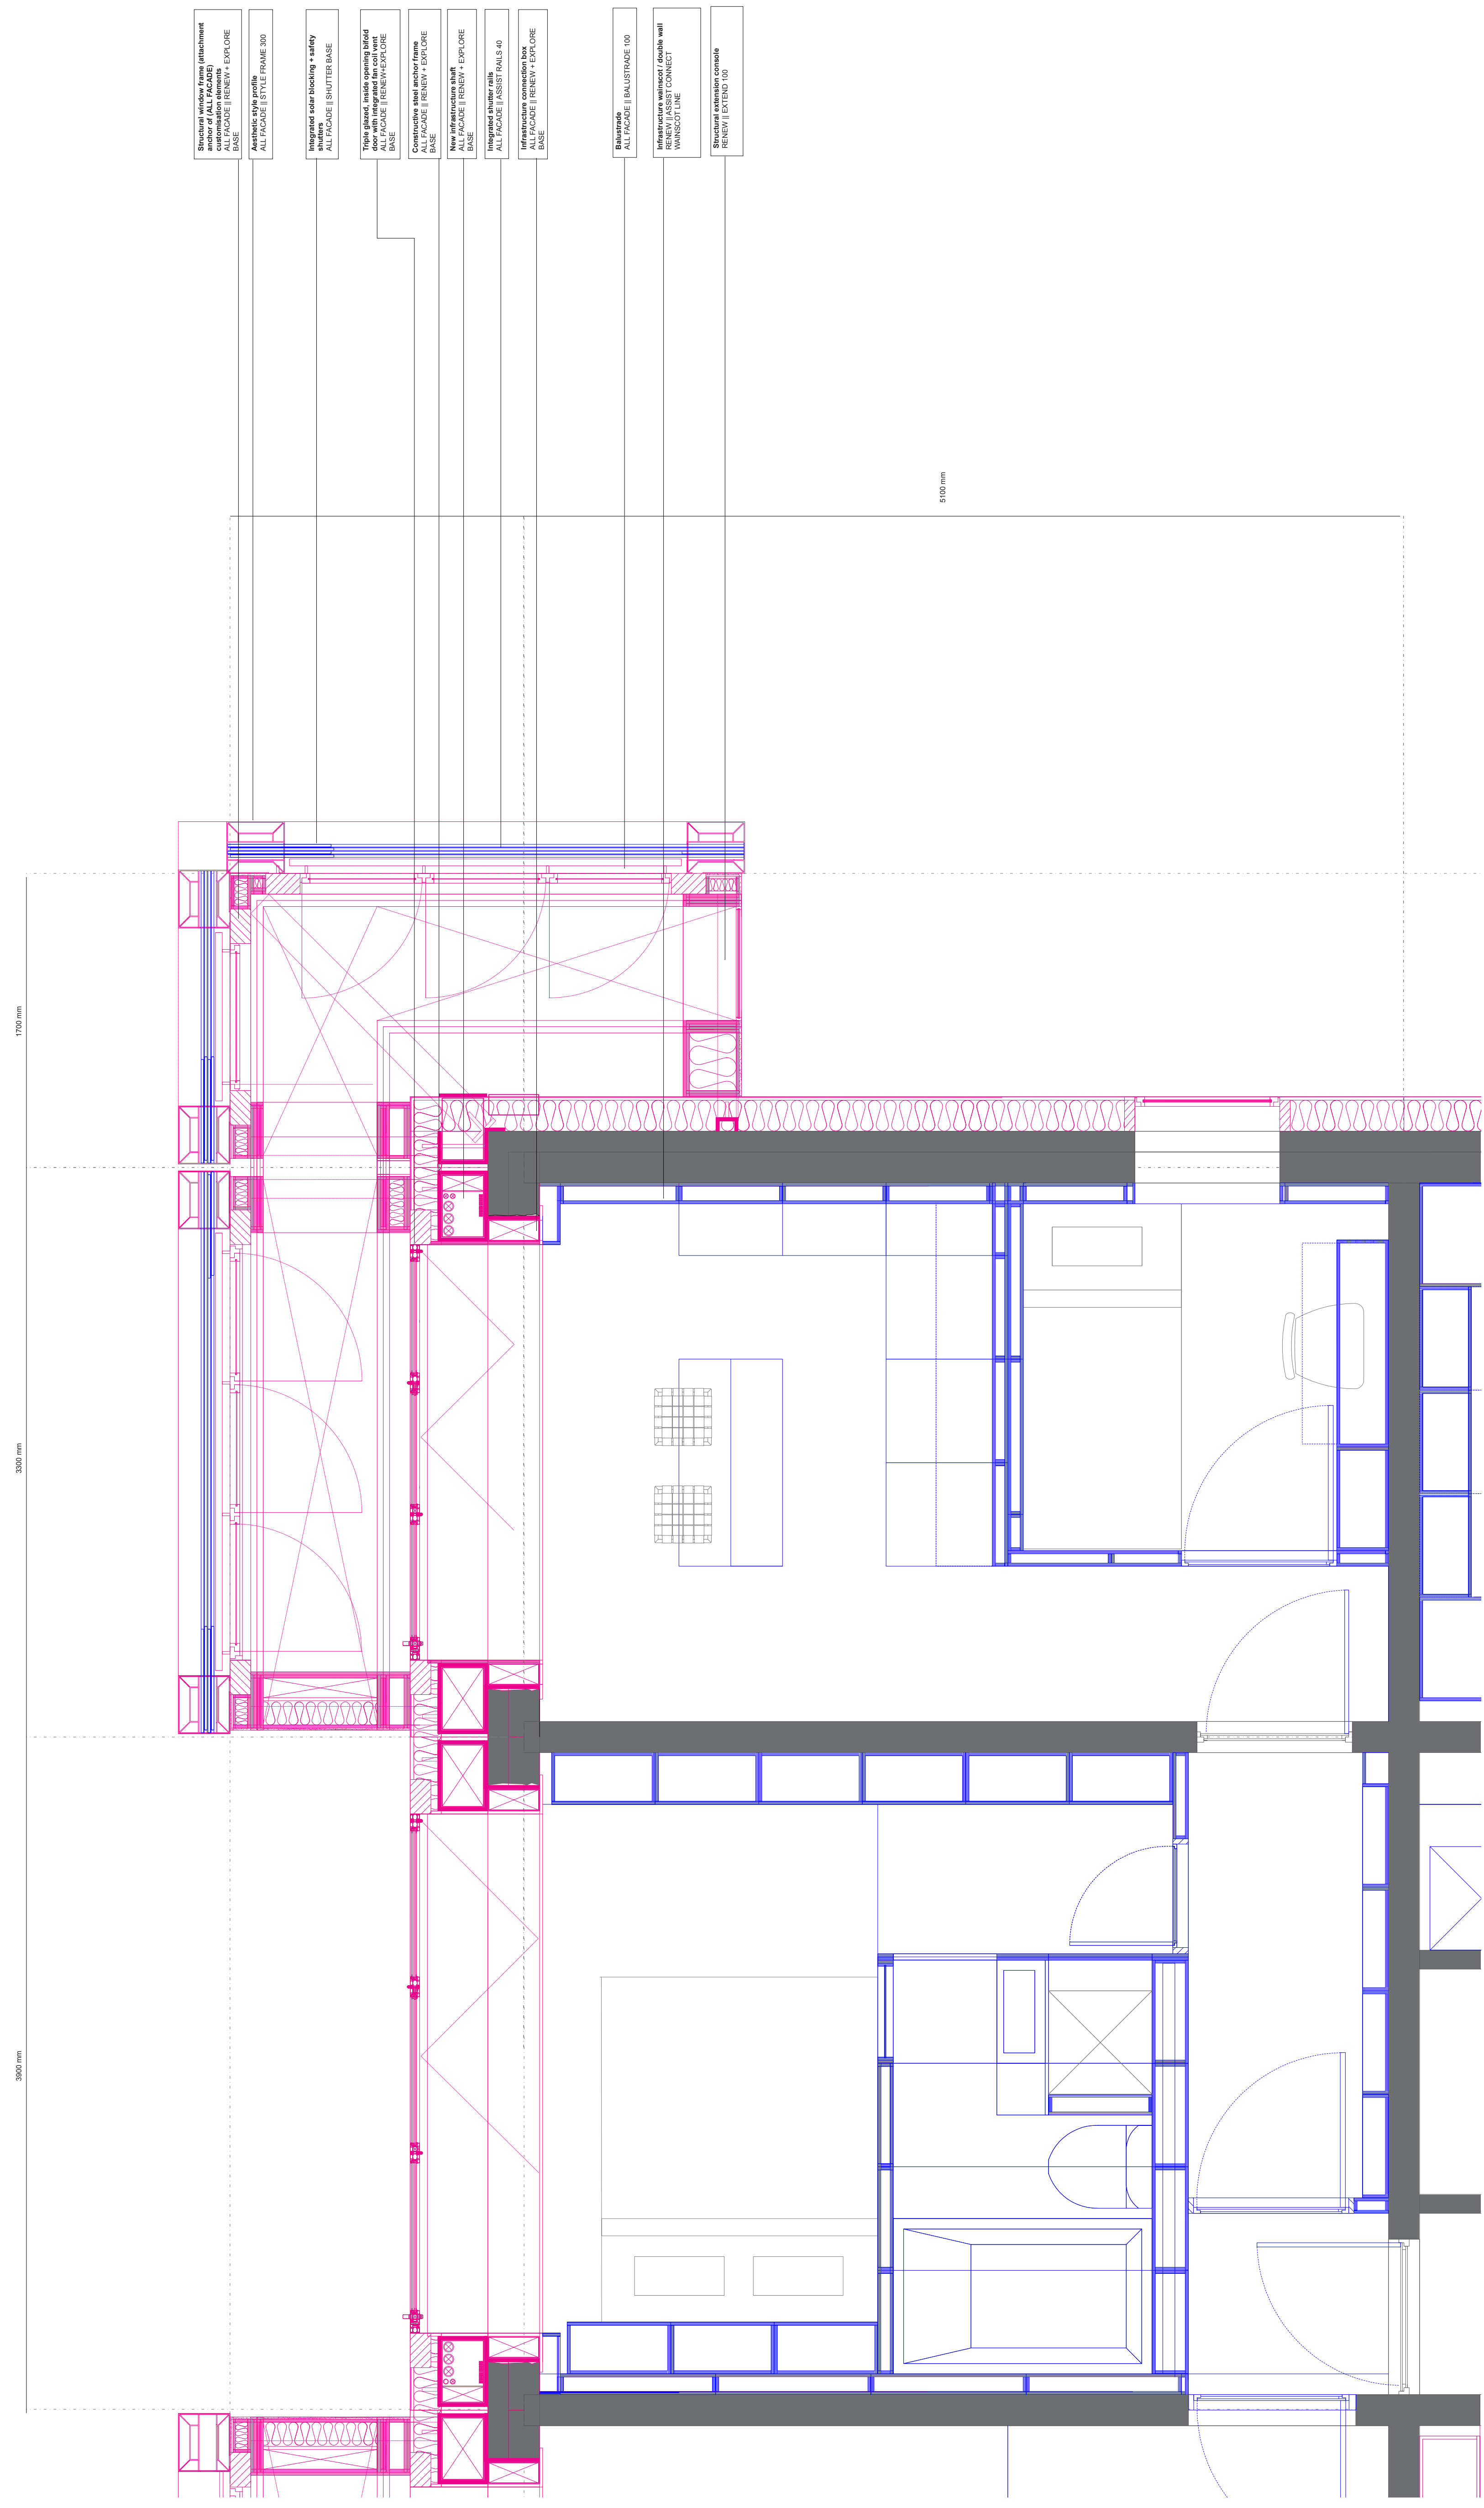 Structural window frame (attachment
anchor of (ALL FACADE)
customisation elements
ALL FACADE || RENEW + EXPLORE
BASE
Aesthetic style profile
ALL FACADE || STYLE FRAME 300
Integrated solar blocking + safety
shutters
ALL FACADE || SHUTTER BASE
Triple glazed, inside opening bifold
door with integrated fan coil vent
ALL FACADE || RENEW+EXPLORE
BASE
Constructive steel anchor frame
ALL FACADE || RENEW + EXPLORE
BASE
New infrastructure shaft
ALL FACADE || RENEW + EXPLORE
BASE
Integrated shutter rails
ALL FACADE || ASSIST RAILS 40
Infrastructure connection box
ALL FACADE || RENEW + EXPLORE
BASE
Balustrade
ALL FACADE || BALUSTRADE 100
Infrastructure wainscot / double wall
RENEW || ASSIST CONNECT
WAINSCOT LINE
Structural extension console
RENEW || EXTEND 100
5100 mm
1700 mm
3300 mm
3900 mm